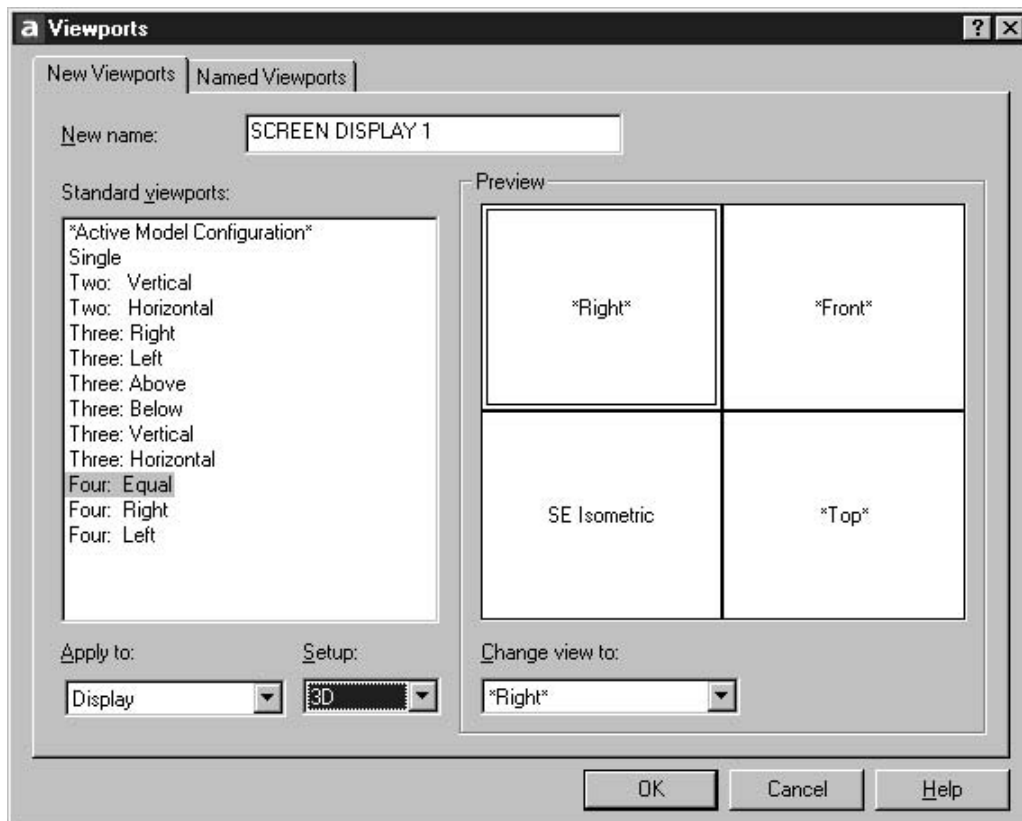 a Viewports
? X
New Viewports Named Viewports
New name: SCREEN DISPLAY 1
Standard viewports:
*Active Model Configuration*
Single
Two: Vertical
Two: Horizontal
Three: Right
Three: Left
Three: Above
Three: Below
Three: Vertical
Three: Horizontal
Four: Equal
Four: Right
Four: Left
Apply to: Setup:
Display 3D
Preview
*Right* *Front*
SE Isometric *Top*
Change view to:
*Right*
OK Cancel Help